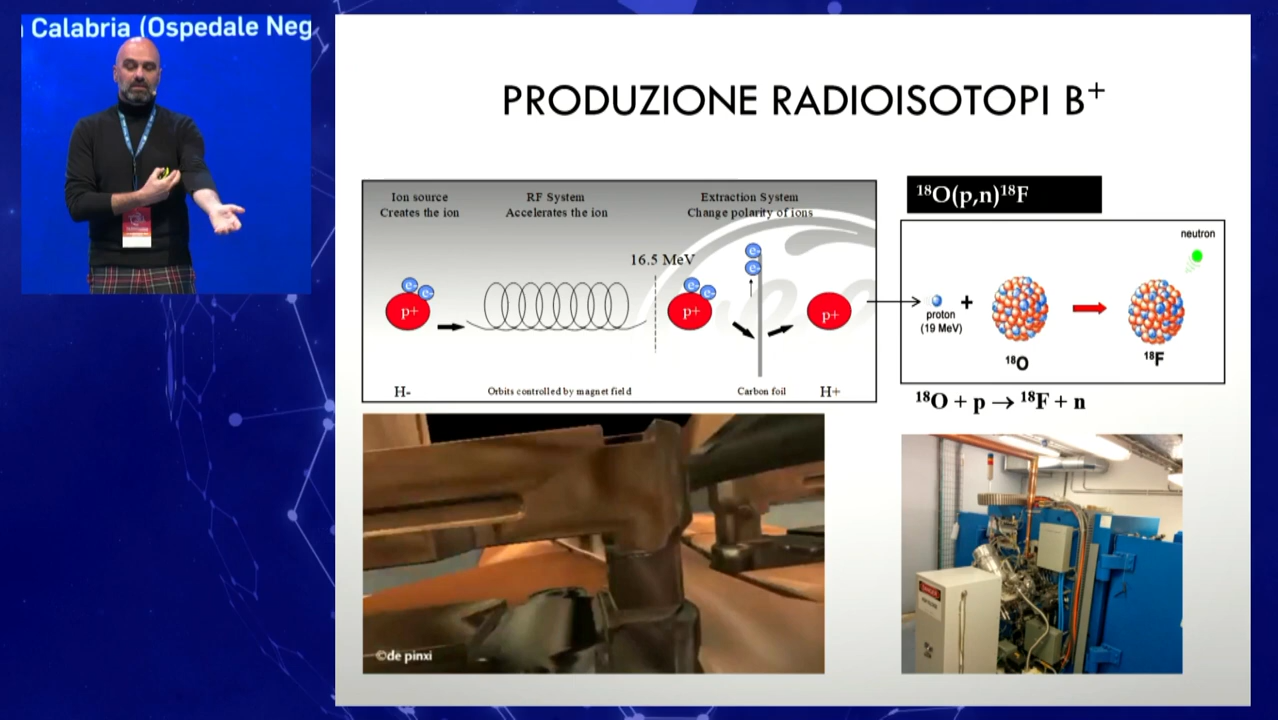 Calabria (Ospedale Neg
PRODUZIONE RADIOISOTOPI B⁺
Ion source
Creates the ion
RF System
Accelerates the ion
Extraction System
Change polarity of ions
16.5 MeV
e-
e-
p+
e-
e-
p+
e-
e-
p+
H-
Orbits controlled by magnet field
Carbon foil
H+
¹⁸O(p,n)¹⁸F
neutron
proton
(19 MeV)
+
¹⁸O
¹⁸F
¹⁸O + p → ¹⁸F + n
©de pinxi
DANGER